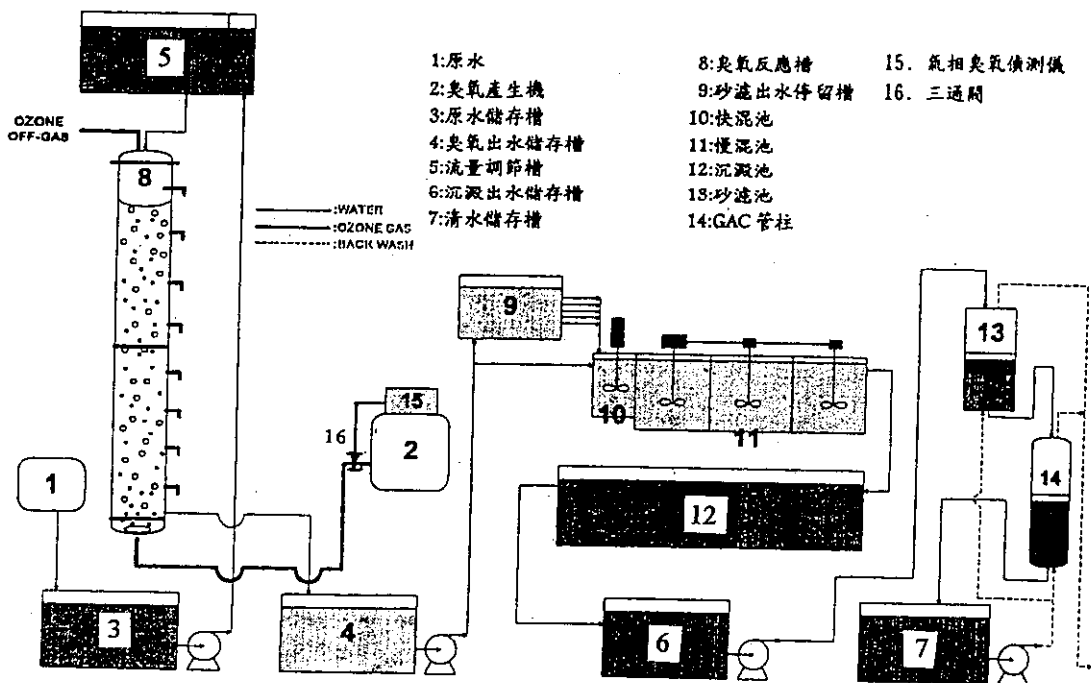 5
1:原水
2:臭氧產生機
3:原水儲存槽
4:臭氧出水儲存槽
5:流量調節槽
6:沉澱出水儲存槽
7:清水儲存槽
8:臭氧反應槽
9:砂濾出水停留槽
10:快混池
11:慢混池
12:沉澱池
13:砂濾池
14:GAC 管柱
15. 氣相臭氧偵測儀
16. 三通閥
OZONE
OFF-GAS
8
:WATER
:OZONE GAS
:BACK WASH
9
13
10
11
15
16
2
1
14
12
3
4
6
7